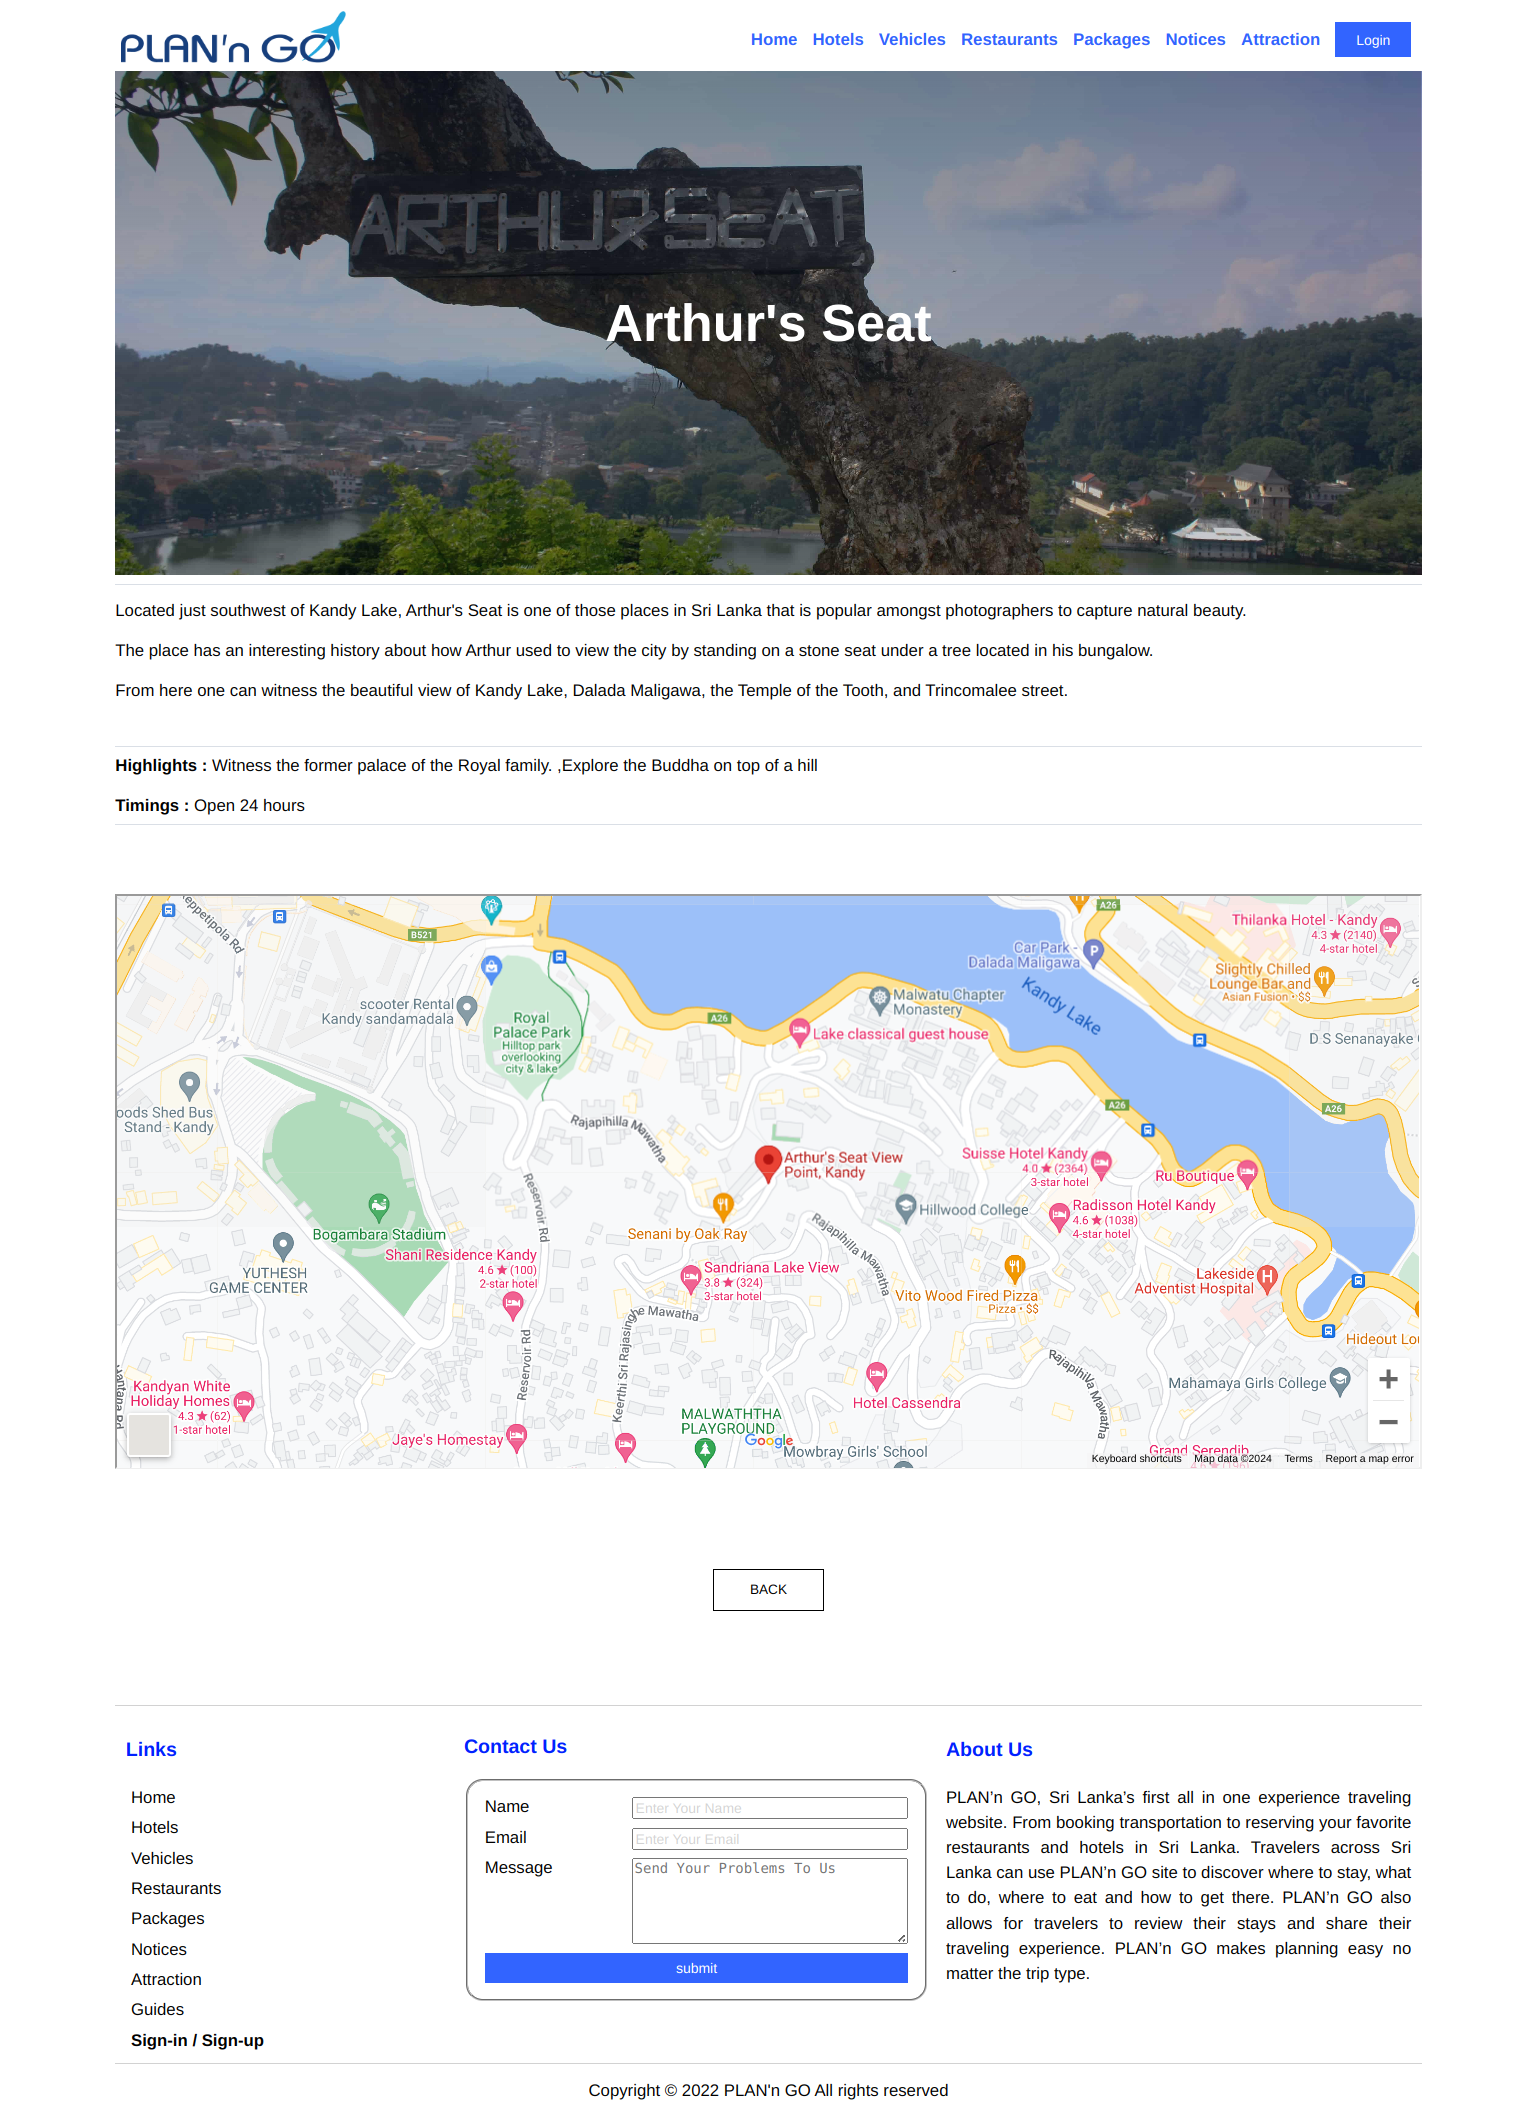 PLAN'n GO
Home Hotels Vehicles Restaurants Packages Notices Attraction Login
ARTHUR SEAT
Arthur's Seat
Located just southwest of Kandy Lake, Arthur's Seat is one of those places in Sri Lanka that is popular amongst photographers to capture natural beauty.
The place has an interesting history about how Arthur used to view the city by standing on a stone seat under a tree located in his bungalow.
From here one can witness the beautiful view of Kandy Lake, Dalada Maligawa, the Temple of the Tooth, and Trincomalee street.
Highlights : Witness the former palace of the Royal family. ,Explore the Buddha on top of a hill
Timings : Open 24 hours
eppetipola Rd
B521
A26
Thilanka Hotel - Kandy
4.3 ★ (2140)
4-star hotel
Car Park -
Dalada Maligawa
P
Slightly Chilled
Lounge Bar and
Asian Fusion • $$
Kandy Lake
scooter Rental
Kandy sandamadala
Malwatu Chapter
Monastery
Royal
Palace Park
Hilltop park
overlooking
city & lake
A26
Lake classical guest house
D S Senanayake
oods Shed Bus
Stand - Kandy
A26
A26
Rajapihilla Mawatha
Arthur's Seat View
Point, Kandy
Suisse Hotel Kandy
4.0 ★ (2364)
3-star hotel
Ru Boutique
Reservoir Rd
Hillwood College
Radisson Hotel Kandy
4.6 ★ (1038)
4-star hotel
Bogambara Stadium
Senani by Oak Ray
Rajapihilla Mawatha
Shani Residence Kandy
4.6 ★ (100)
2-star hotel
YUTHESH
GAME CENTER
Sandriana Lake View
3.8 ★ (324)
3-star hotel
Lakeside
Adventist Hospital
H
Vito Wood Fired Pizza
Pizza • $$
Keerthi Sri Rajasinghe Mawatha
Reservoir Rd
Hideout Lou
Rajapihilla Mawatha
Mahamaya Girls College
Kandyan White
Holiday Homes
4.3 ★ (62)
1-star hotel
Hotel Cassendra
MALWATHTHA
PLAYGROUND
Jaye's Homestay
Google
Mowbray Girls' School
Grand Serendib
4.6 ★ (196)
Keyboard shortcuts Map data ©2024 Terms Report a map error
BACK
Links
Home
Hotels
Vehicles
Restaurants
Packages
Notices
Attraction
Guides
Sign-in / Sign-up
Contact Us
Name Enter Your Name
Email Enter Your Email
Message Send Your Problems To Us
submit
About Us
PLAN’n GO, Sri Lanka’s first all in one experience traveling
website. From booking transportation to reserving your favorite
restaurants and hotels in Sri Lanka. Travelers across Sri
Lanka can use PLAN’n GO site to discover where to stay, what
to do, where to eat and how to get there. PLAN’n GO also
allows for travelers to review their stays and share their
traveling experience. PLAN’n GO makes planning easy no
matter the trip type.
Copyright © 2022 PLAN'n GO All rights reserved